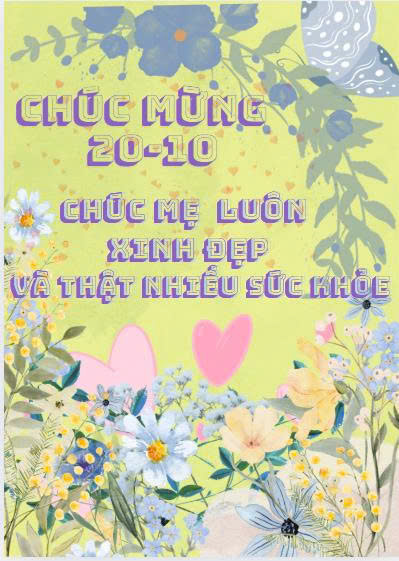 CHÚC MỪNG
20-10
CHÚC MẸ LUÔN
XINH ĐẸP
VÀ THẬT NHIỀU SỨC KHỎE